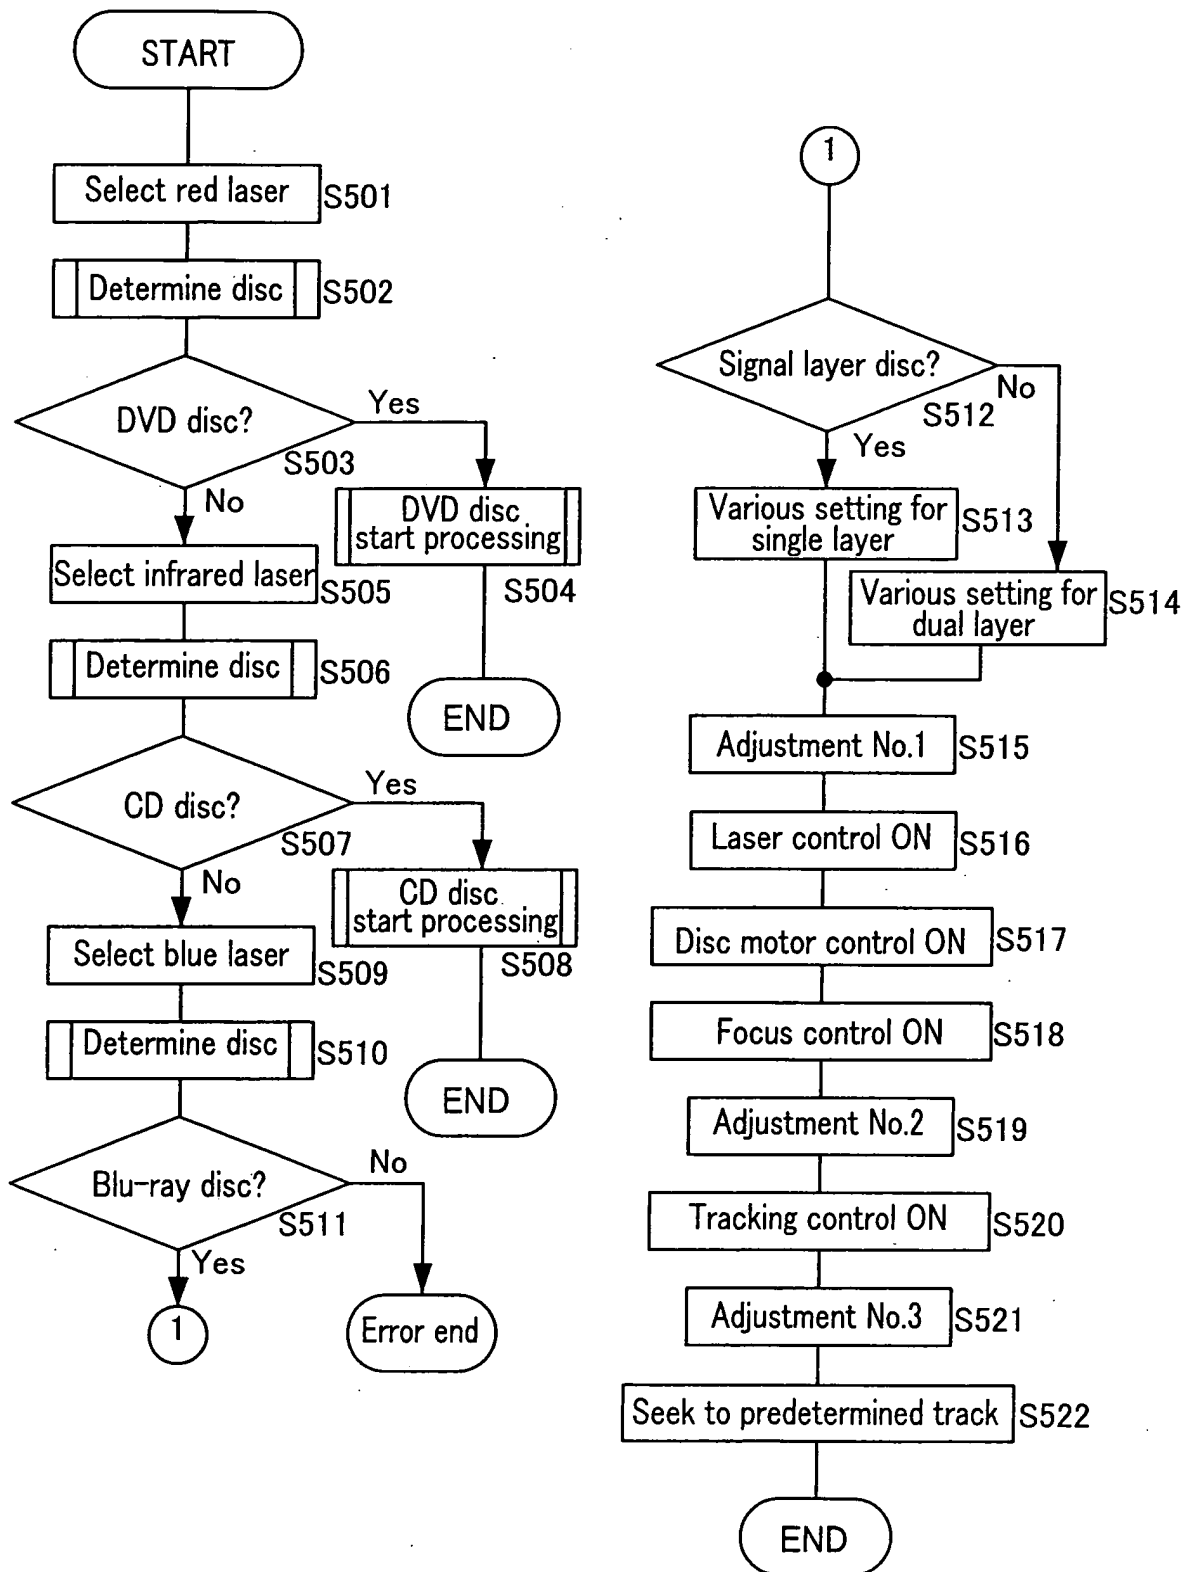 START
Select red laser S501
Determine disc S502
DVD disc?
S503
Yes
No
DVD disc
start processing
S504
END
Select infrared laser S505
Determine disc S506
CD disc?
S507
Yes
No
CD disc
start processing
S508
END
Select blue laser S509
Determine disc S510
Blu-ray disc?
S511
No
Yes
1
Error end
1
Signal layer disc?
S512
No
Yes
Various setting for
single layer
S513
Various setting for
dual layer
S514
Adjustment No.1 S515
Laser control ON S516
Disc motor control ON S517
Focus control ON S518
Adjustment No.2 S519
Tracking control ON S520
Adjustment No.3 S521
Seek to predetermined track S522
END